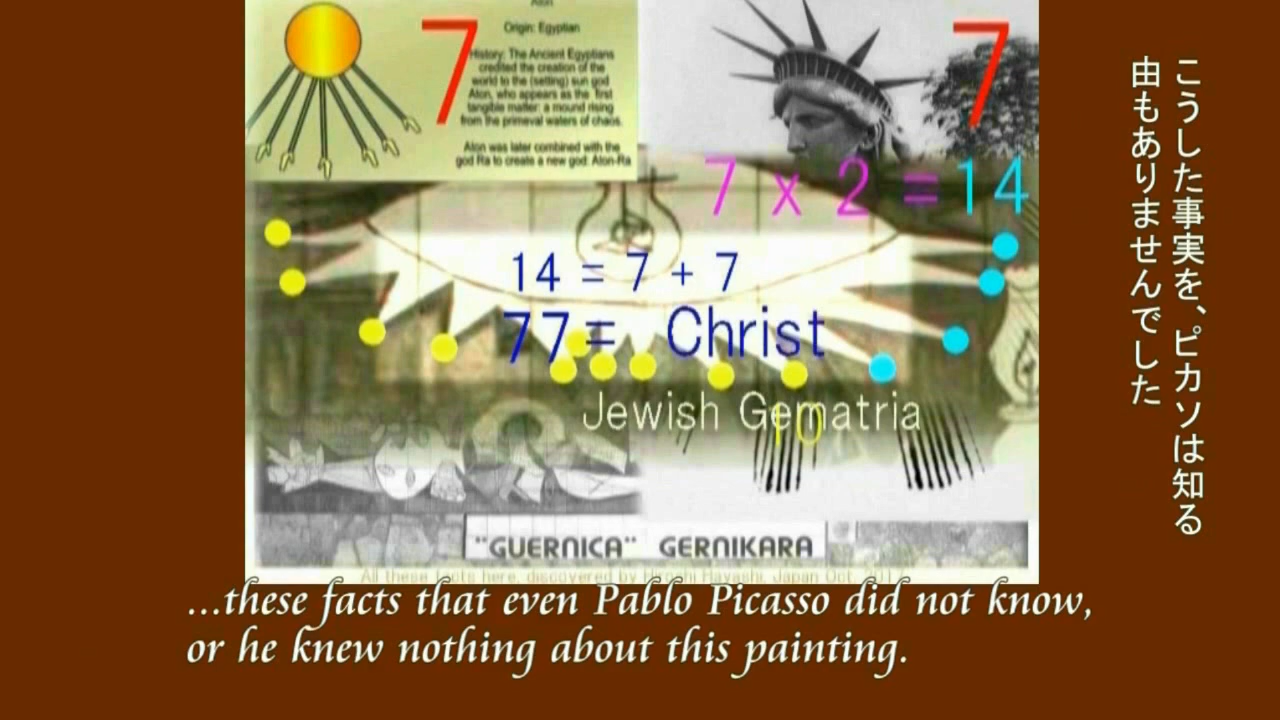 Aton
Origin: Egyptian
History: The Ancient Egyptians
credited the creation of the
world to the (setting) sun god
Aton, who appears as the first
tangible matter: a mound rising
from the primeval waters of chaos.
Aton was later combined with the
god Ra to create a new god: Aton-Ra
7
7
7 x 2 = 14
14 = 7 + 7
77 = Christ
Jewish Gematria
10
"GUERNICA" GERNIKARA
All these facts here, discovered by Hiroshi Hayashi, Japan Oct. 2017
...these facts that even Pablo Picasso did not know,
or he knew nothing about this painting.
こうした事実を、ピカソは知る
由もありませんでした